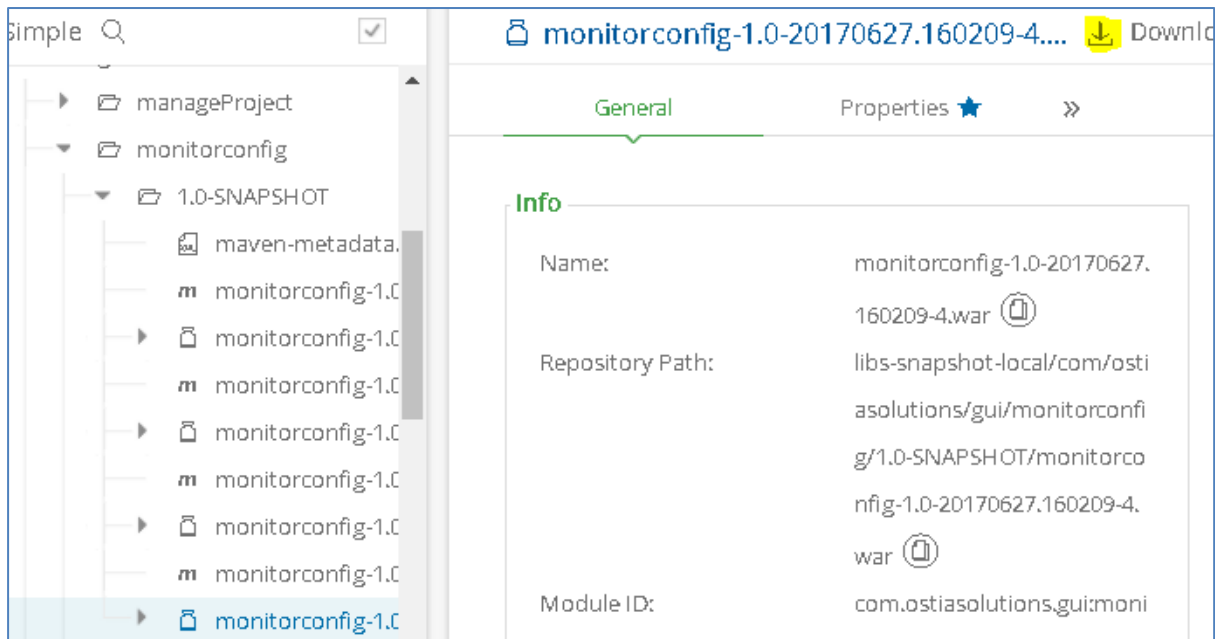 Simple
manageProject
monitorconfig
1.0-SNAPSHOT
maven-metadata.
m monitorconfig-1.0
monitorconfig-1.0
m monitorconfig-1.0
monitorconfig-1.0
m monitorconfig-1.0
monitorconfig-1.0
m monitorconfig-1.0
monitorconfig-1.0
monitorconfig-1.0-20170627.160209-4.... Downlo
General Properties »
Info
Name: monitorconfig-1.0-20170627.
160209-4.war
Repository Path: libs-snapshot-local/com/osti
asolutions/gui/monitorconfi
g/1.0-SNAPSHOT/monitorco
nfig-1.0-20170627.160209-4.
war
Module ID: com.ostiasolutions.gui:moni